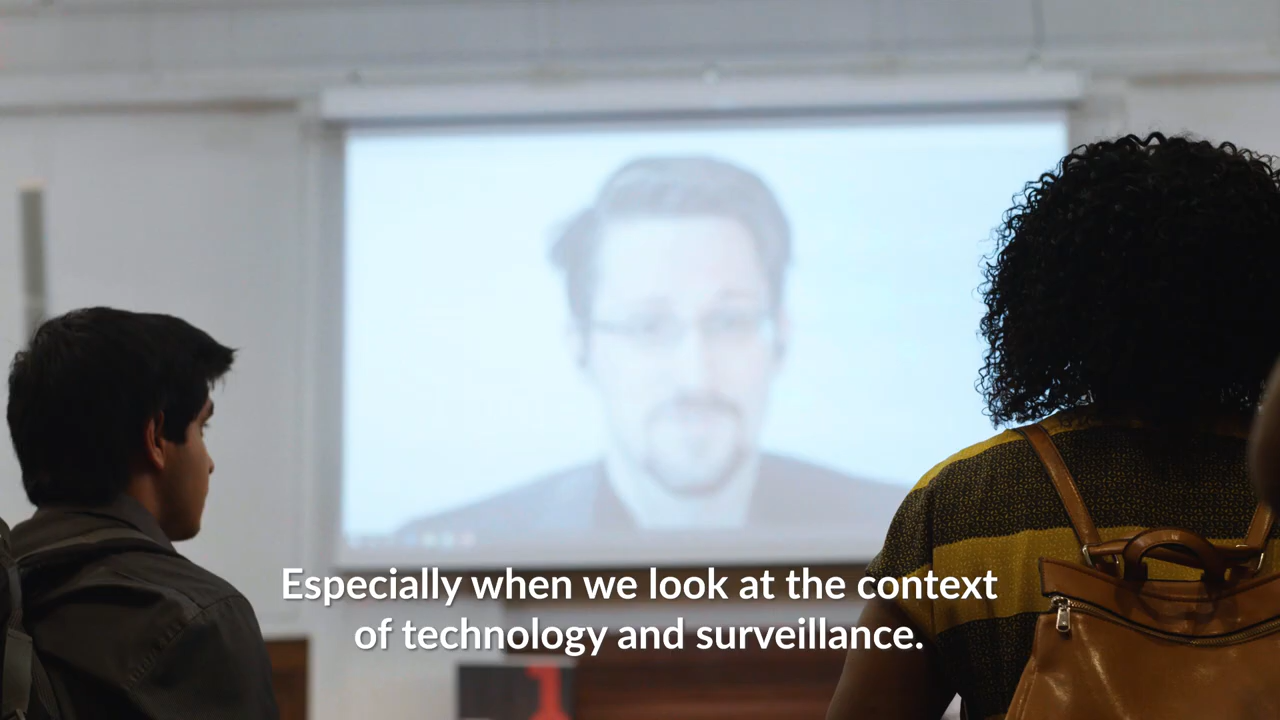 Especially when we look at the context
of technology and surveillance.